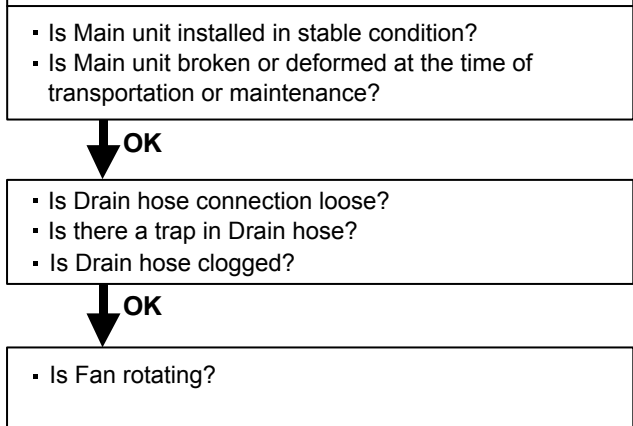 ▪ Is Main unit installed in stable condition?
▪ Is Main unit broken or deformed at the time of
transportation or maintenance?
OK
▪ Is Drain hose connection loose?
▪ Is there a trap in Drain hose?
▪ Is Drain hose clogged?
OK
▪ Is Fan rotating?